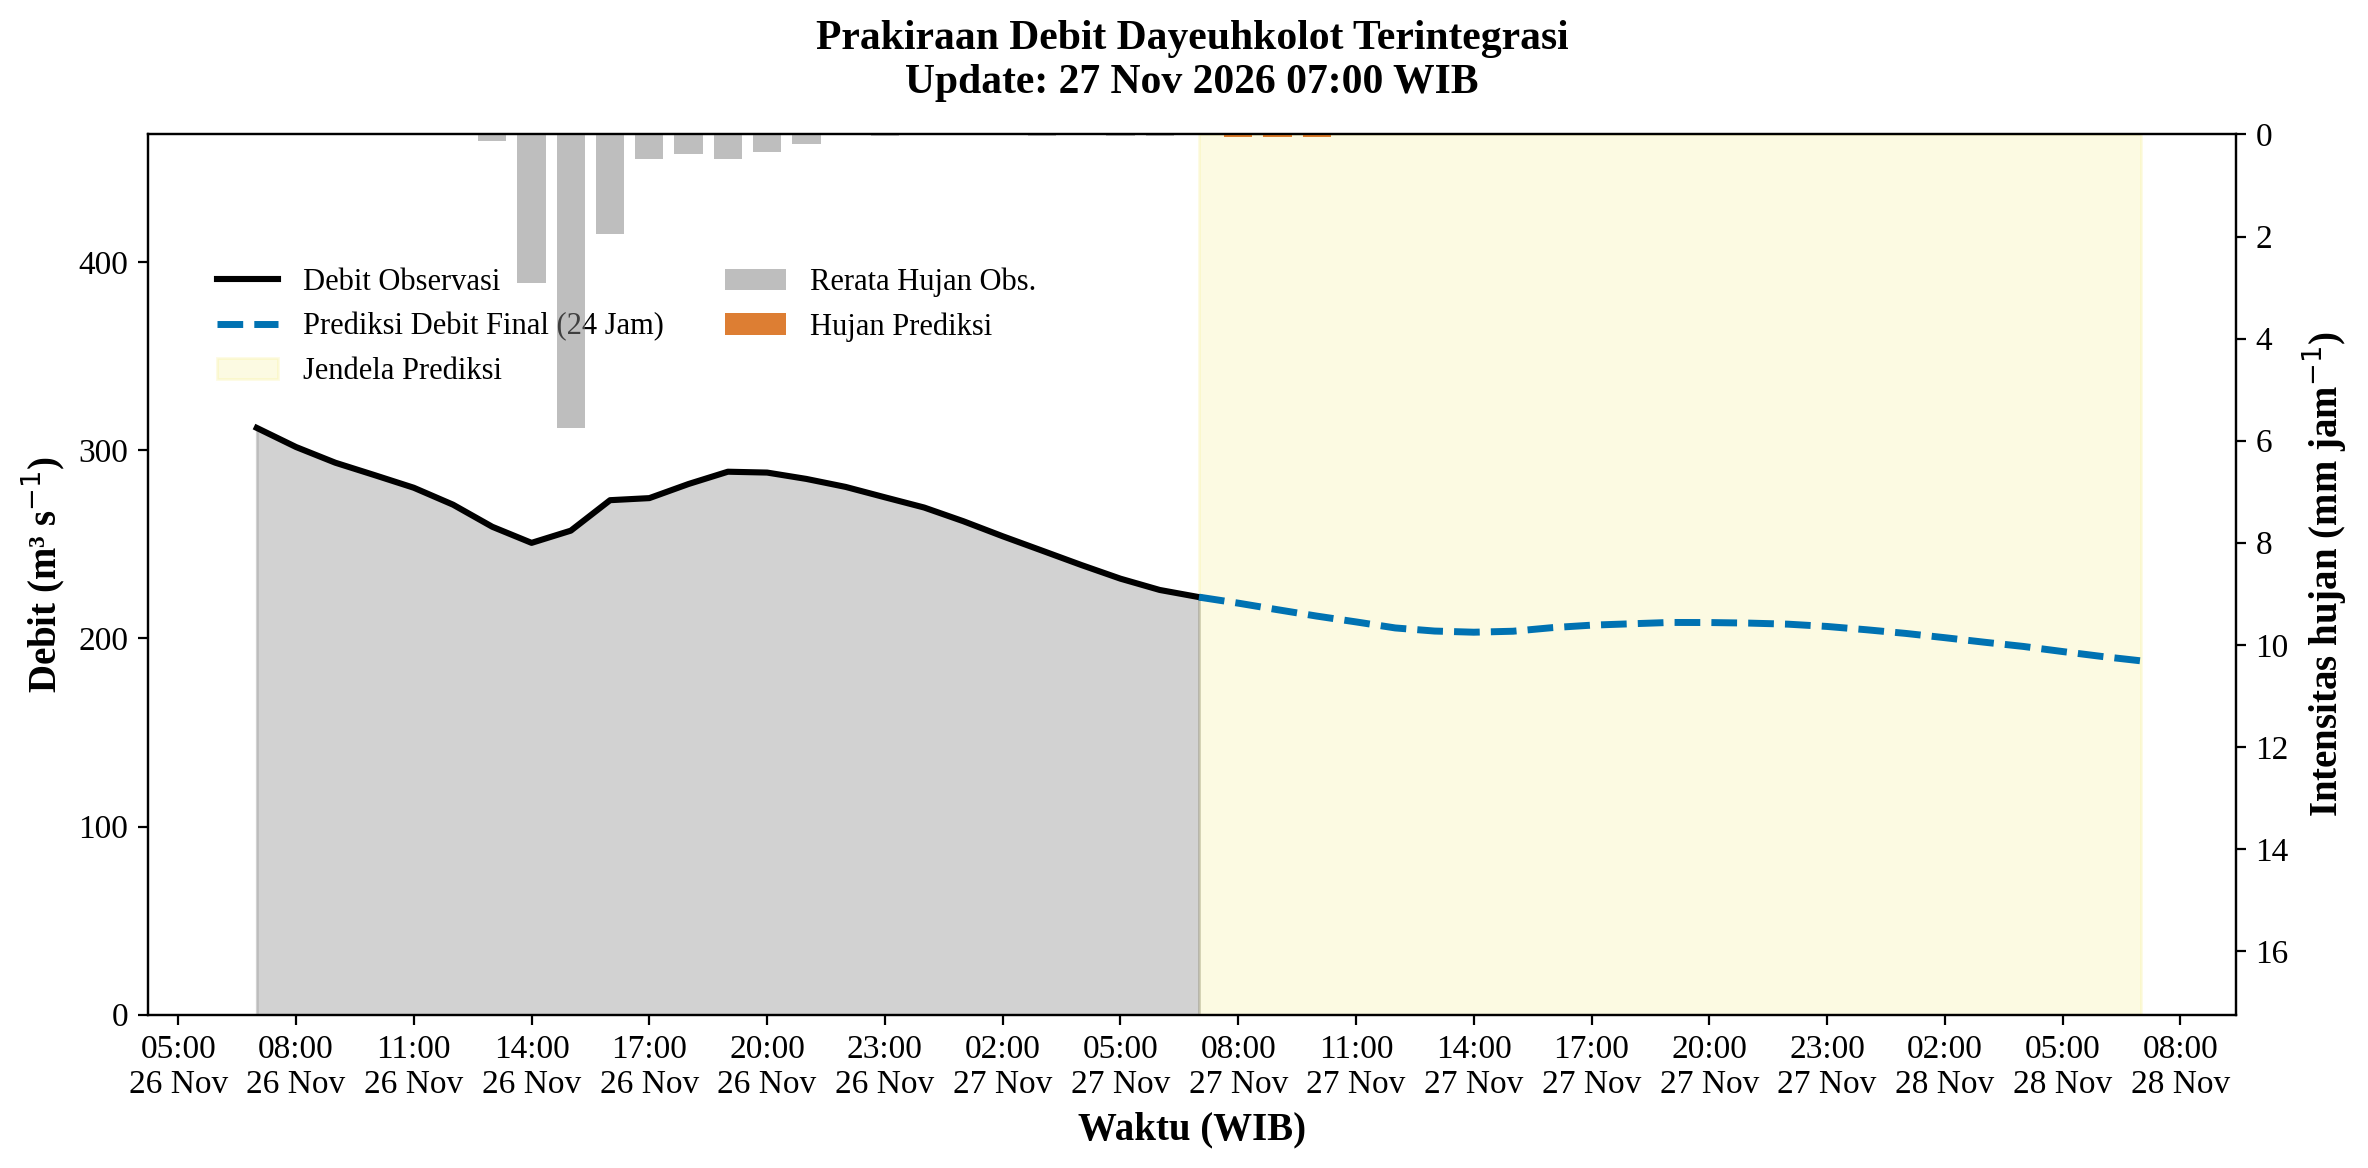 Prakiraan Debit Dayeuhkolot Terintegrasi
Update: 27 Nov 2026 07:00 WIB
Debit (m³ s⁻¹)
400
300
200
100
0
Debit Observasi
Prediksi Debit Final (24 Jam)
Jendela Prediksi
Rerata Hujan Obs.
Hujan Prediksi
0
2
4
6
8
10
12
14
16
Intensitas hujan (mm jam⁻¹)
05:00 08:00 11:00 14:00 17:00 20:00 23:00 02:00 05:00 08:00 11:00 14:00 17:00 20:00 23:00 02:00 05:00 08:00
26 Nov 26 Nov 26 Nov 26 Nov 26 Nov 26 Nov 26 Nov 27 Nov 27 Nov 27 Nov 27 Nov 27 Nov 27 Nov 27 Nov 27 Nov 28 Nov 28 Nov 28 Nov
Waktu (WIB)